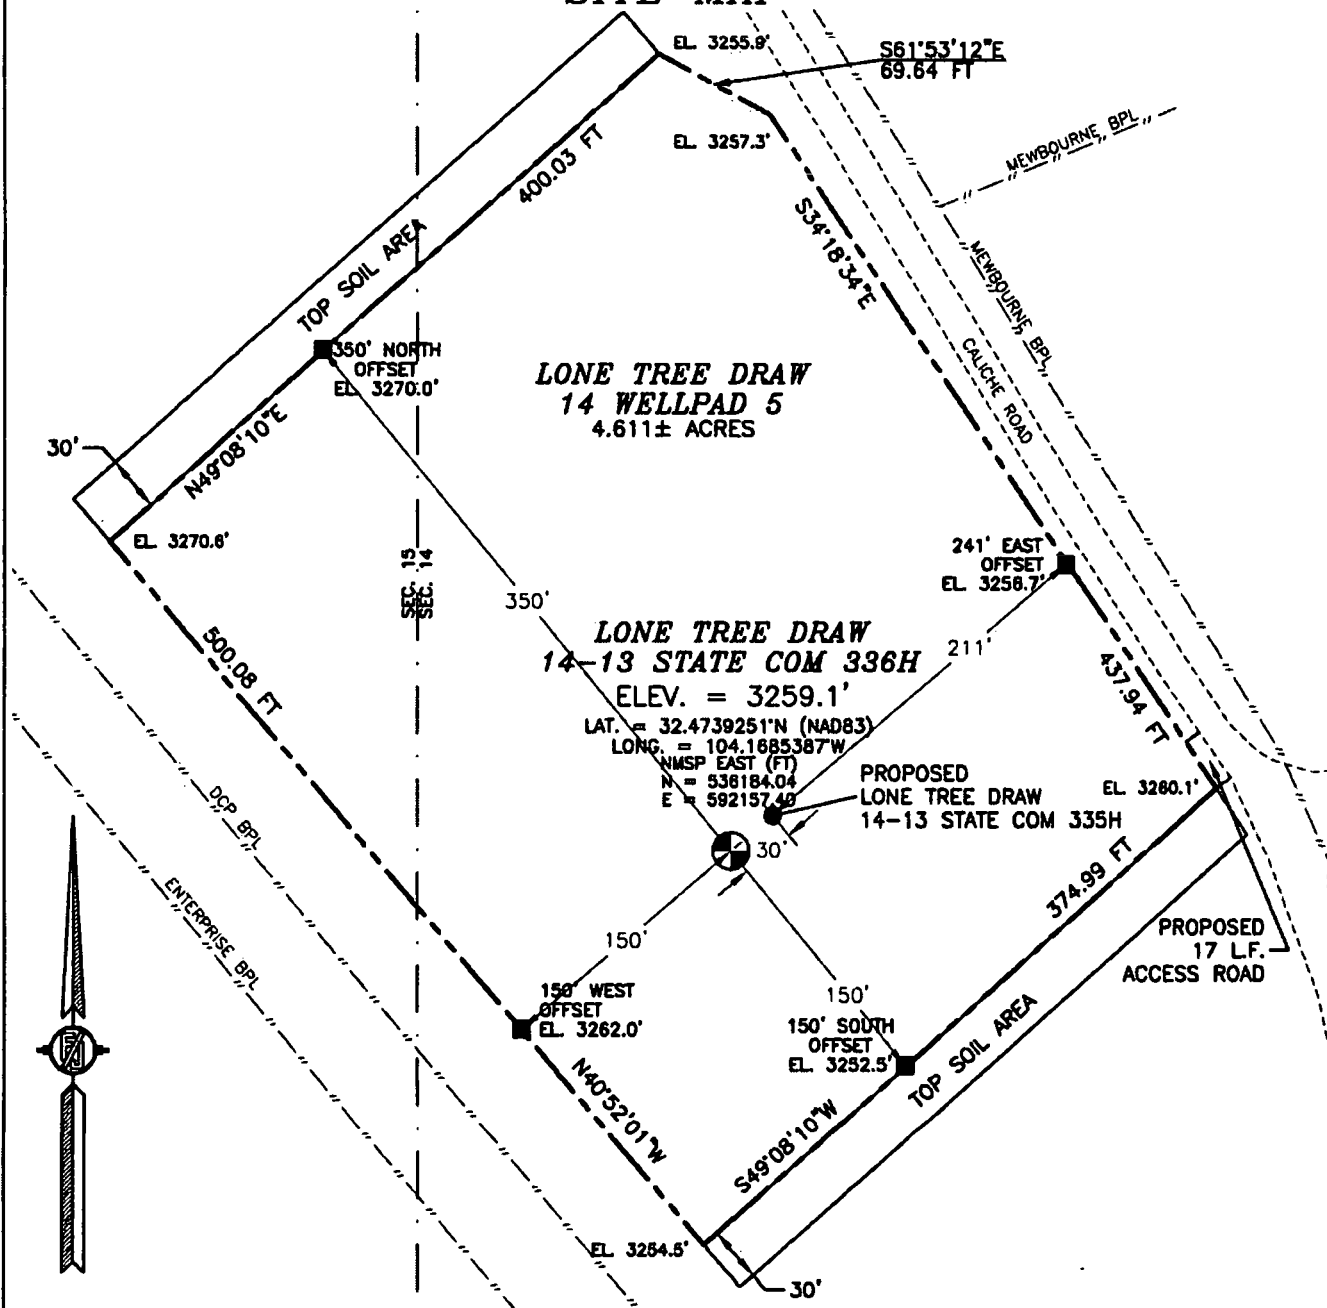 SITE MAP
EL. 3255.9'
S61°53'12"E
69.64 FT
EL. 3257.3'
MEWBOURNE BPL
400.03 FT
S34°18'34"E
TOP SOIL AREA
MEWBOURNE BPL
CALICHE ROAD
350' NORTH
OFFSET
EL. 3270.0'
LONE TREE DRAW
14 WELLPAD 5
4.611± ACRES
30'
N49°08'10"E
EL. 3270.6'
SEC. 15
SEC. 14
241' EAST
OFFSET
EL. 3256.7'
350'
211'
LONE TREE DRAW
14-13 STATE COM 336H
ELEV. = 3259.1'
LAT. = 32.4739251°N (NAD83)
LONG. = 104.1685387°W
NMSP EAST (FT)
N = 536184.04
E = 592157.40
500.08 FT
437.94 FT
PROPOSED
LONE TREE DRAW
14-13 STATE COM 335H
EL. 3260.1'
30'
DCP BPL
ENTERPRISE BPL
374.99 FT
150'
PROPOSED
17 L.F.
ACCESS ROAD
150' WEST
OFFSET
EL. 3262.0'
150'
150' SOUTH
OFFSET
EL. 3252.5'
TOP SOIL AREA
N40°52'01"W
S49°08'10"W
EL. 3254.5'
30'